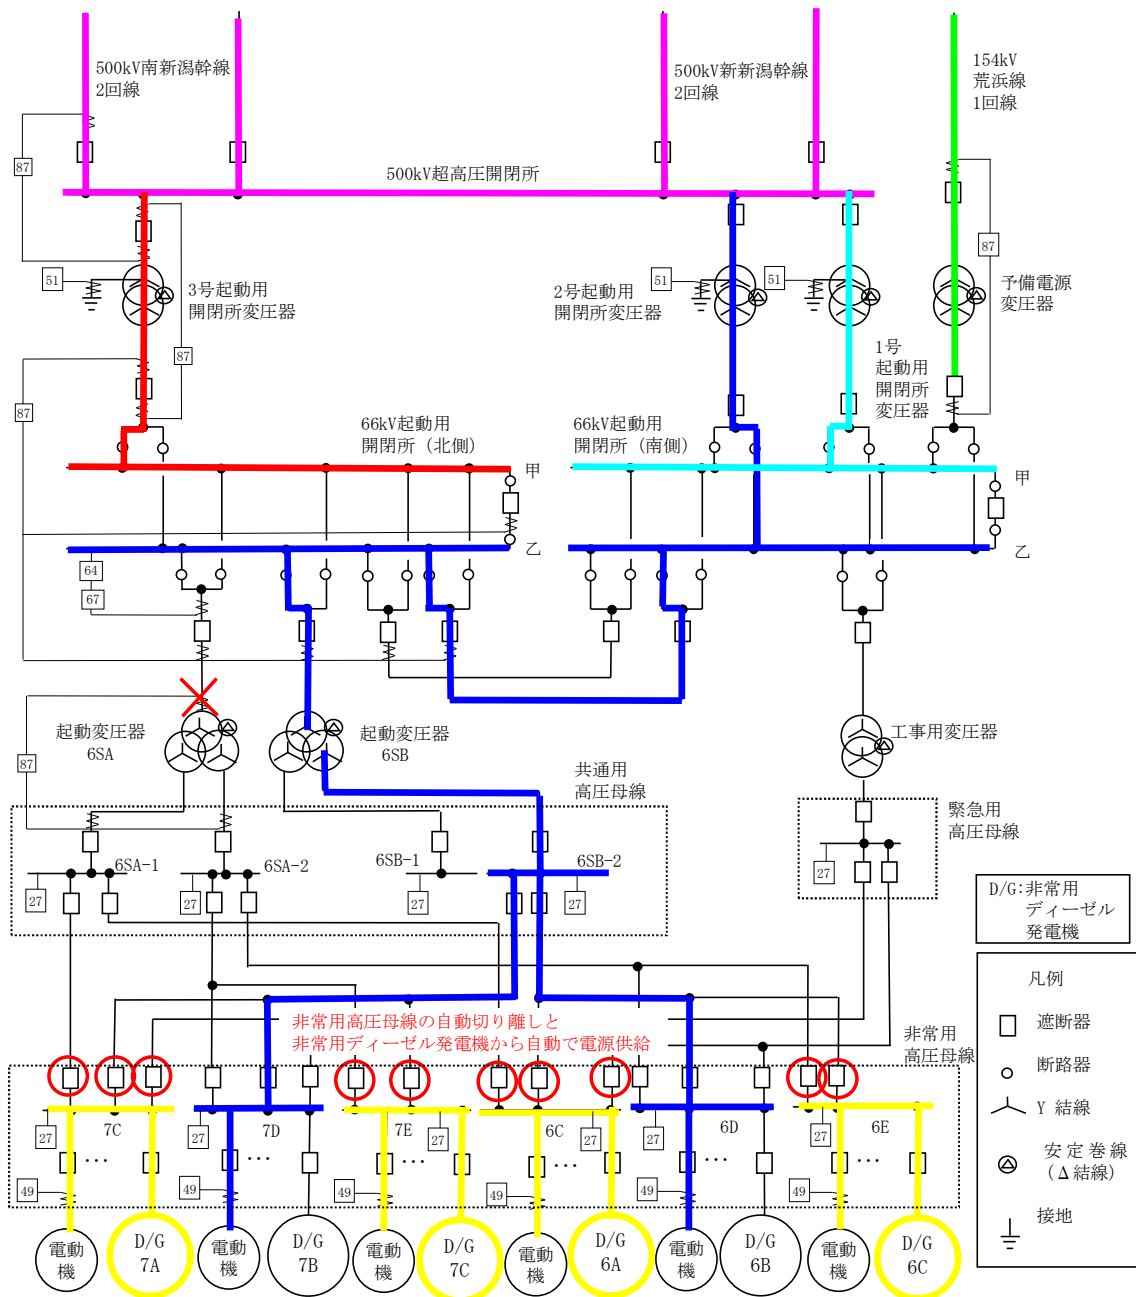 500kV南新潟幹線
2回線
500kV新新潟幹線
2回線
154kV
荒浜線
1回線
87
500kV超高圧開閉所
87
51
3号起動用
開閉所変圧器
51
2号起動用
開閉所変圧器
51
予備電源
変圧器
87
1号
起動用
開閉所
変圧器
87
66kV起動用
開閉所（北側）
66kV起動用
開閉所（南側）
甲
甲
乙
乙
64
67
起動変圧器
6SA
起動変圧器
6SB
工事用変圧器
87
共通用
高圧母線
緊急用
高圧母線
6SA-1
6SA-2
6SB-1
6SB-2
27
27
27
27
27
D/G:非常用
ディーゼル
発電機
凡例
遮断器
断路器
Y 結線
安定巻線
(Δ結線)
接地
非常用高圧母線の自動切り離しと
非常用ディーゼル発電機から自動で電源供給
非常用
高圧母線
27
7C
27
7D
7E
27
6C
27
27
6D
27
6E
…
…
…
…
…
…
49
49
49
49
49
49
電動
機
D/G
7A
電動
機
D/G
7B
電動
機
D/G
7C
電動
機
D/G
6A
電動
機
D/G
6B
電動
機
D/G
6C